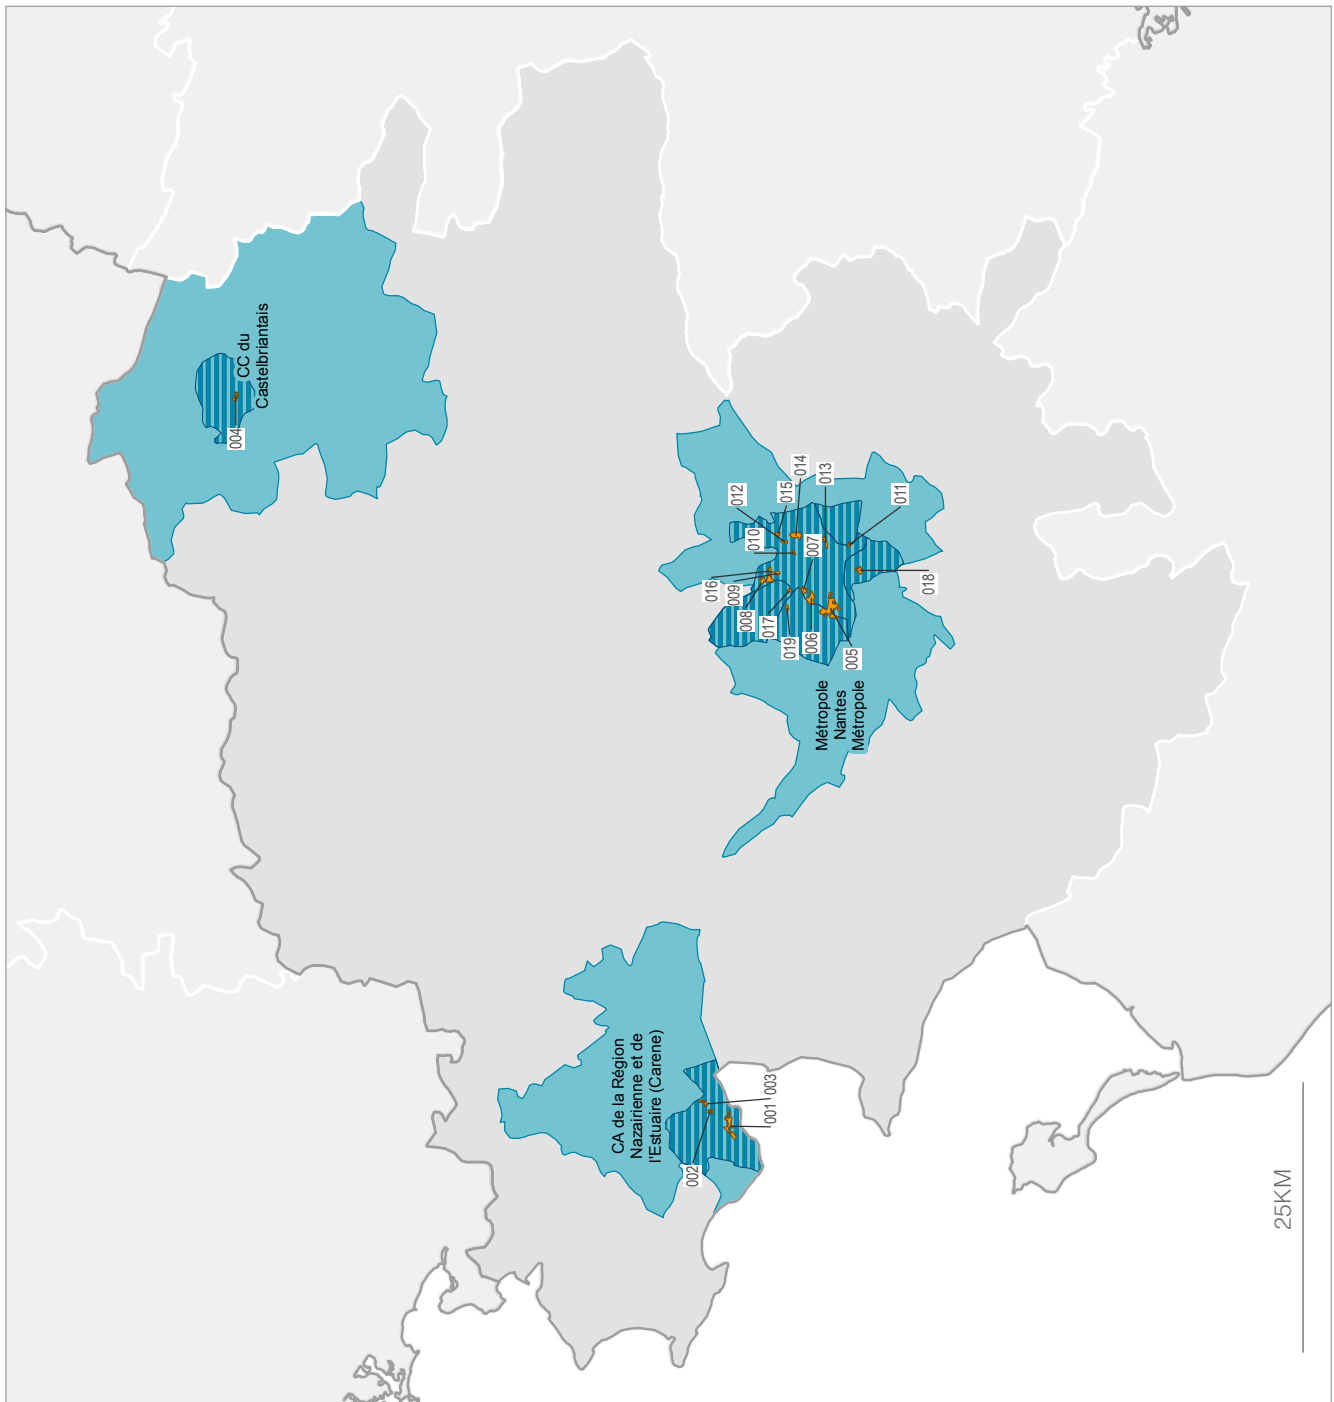 CC du
Castelbriantais
004
012
014
015
013
010
011
007
016
009
008
017
019
006
005
018
Métropole
Nantes
Métropole
CA de la Région
Nazairienne et de
l'Estuaire (Carene)
003
001
002
25KM